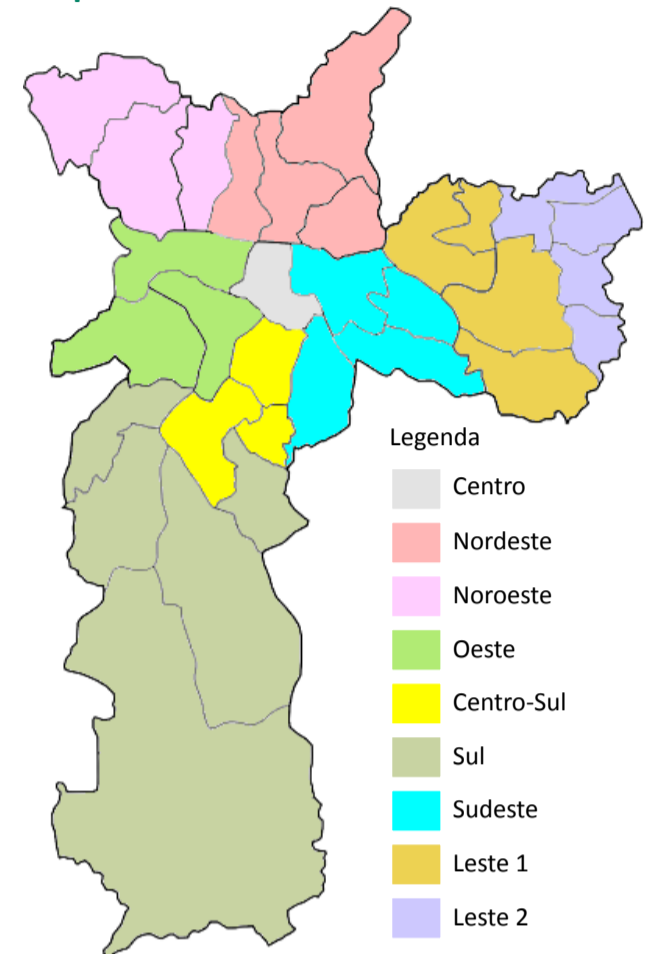 Legenda
Centro
Nordeste
Noroeste
Oeste
Centro-Sul
Sul
Sudeste
Leste 1
Leste 2